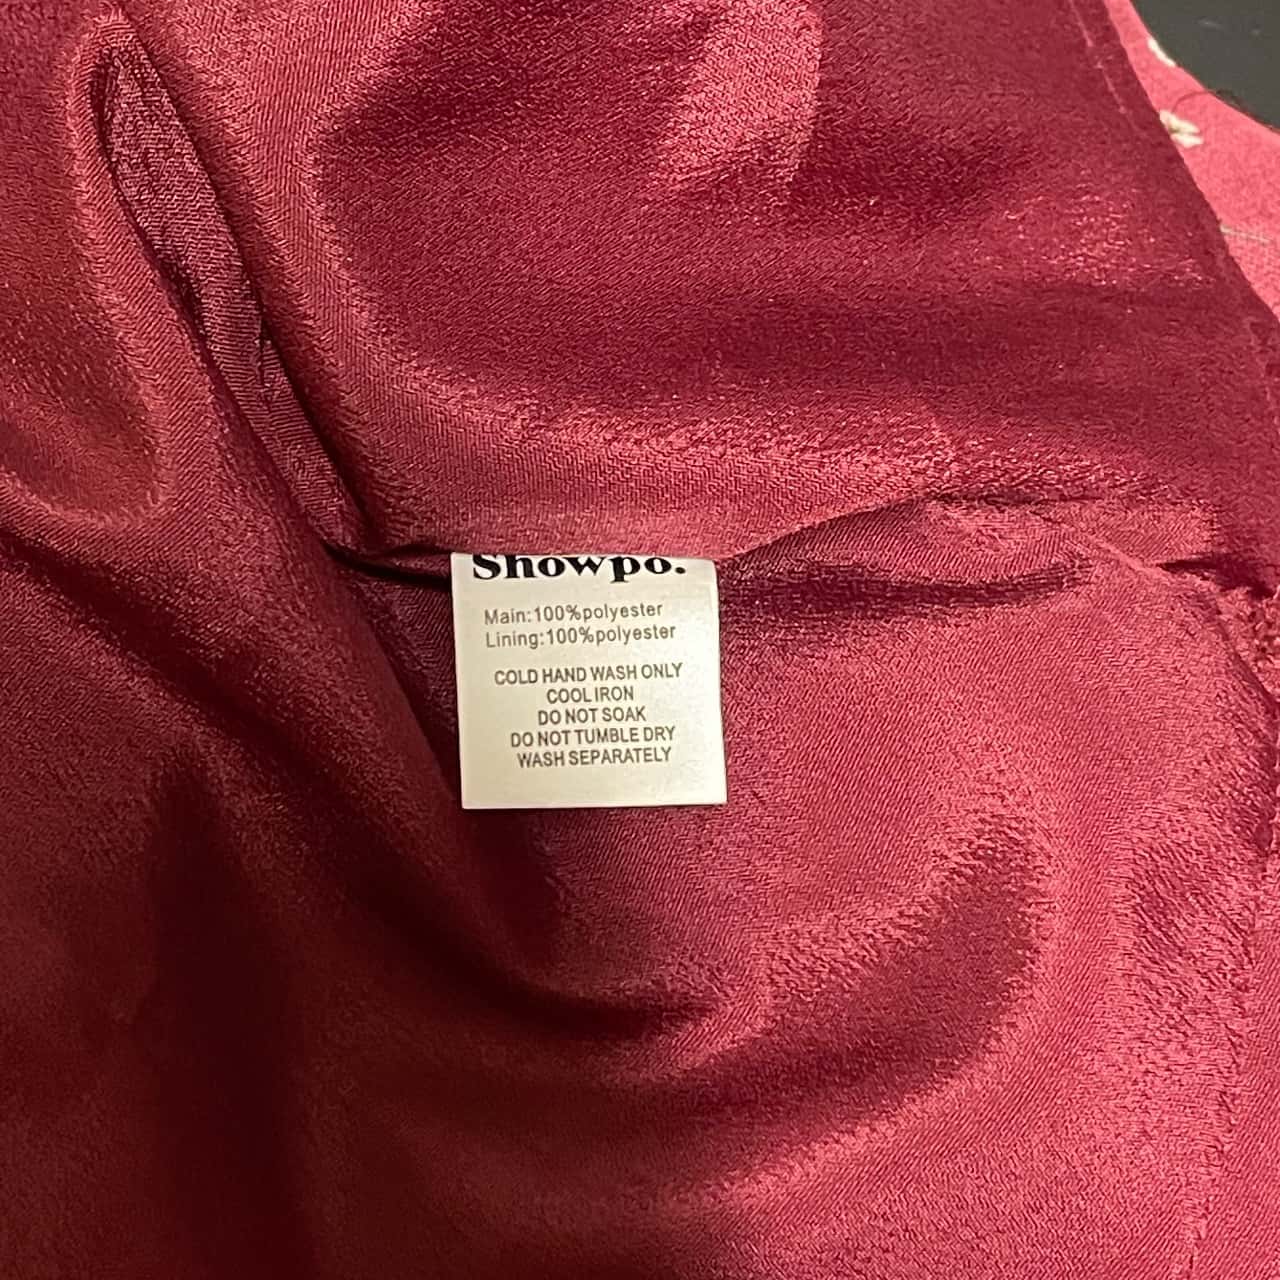 Showpo.
Main:100%polyester
Lining:100%polyester
COLD HAND WASH ONLY
COOL IRON
DO NOT SOAK
DO NOT TUMBLE DRY
WASH SEPARATELY